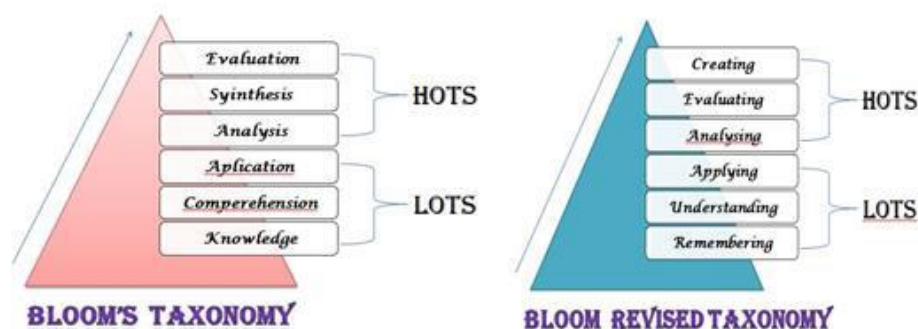 Evaluation
Syinthesis
Analysis
Aplication
Comperehension
Knowledge
HOTS
LOTS
BLOOM'S TAXONOMY
Creating
Evaluating
Analysing
Applying
Understanding
Remembering
HOTS
LOTS
BLOOM REVISED TAXONOMY